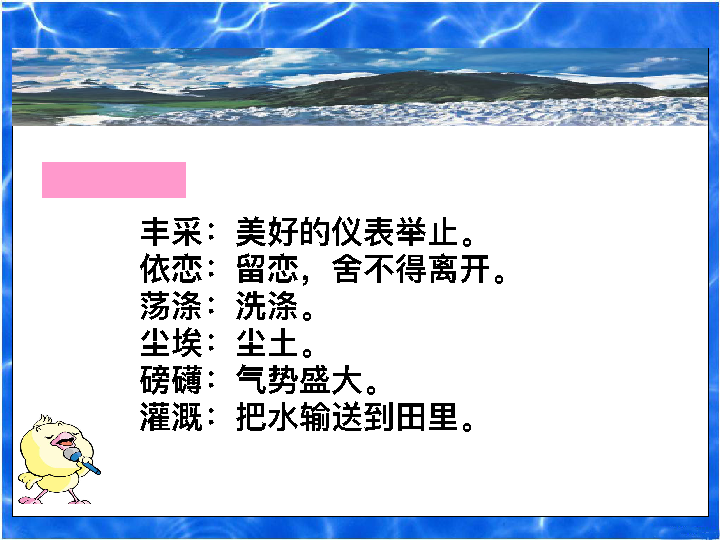 丰采：美好的仪表举止。
依恋：留恋，舍不得离开。
荡涤：洗涤。
尘埃：尘土。
磅礴：气势盛大。
灌溉：把水输送到田里。